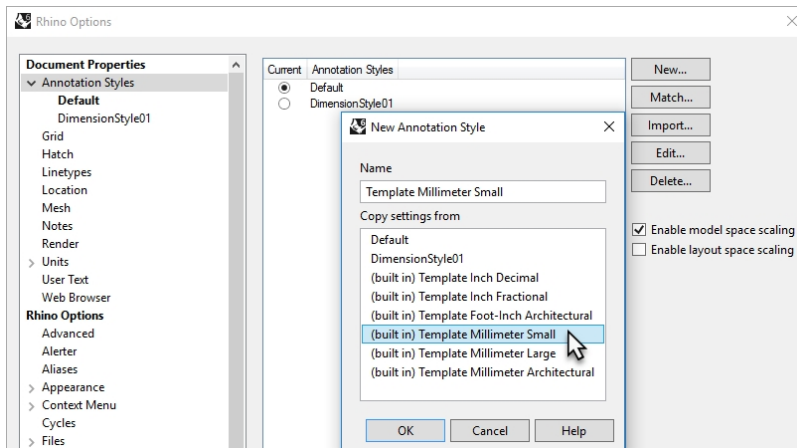 Rhino Options
Document Properties
Annotation Styles
Default
DimensionStyle01
Grid
Hatch
Linetypes
Location
Mesh
Notes
Render
Units
User Text
Web Browser
Rhino Options
Advanced
Alerter
Aliases
Appearance
Context Menu
Cycles
Files
Current Annotation Styles
Default
DimensionStyle01
New...
Match...
Import...
Edit...
Delete...
Enable model space scaling
Enable layout space scaling
New Annotation Style
Name
Template Millimeter Small
Copy settings from
Default
DimensionStyle01
(built in) Template Inch Decimal
(built in) Template Inch Fractional
(built in) Template Foot-Inch Architectural
(built in) Template Millimeter Small
(built in) Template Millimeter Large
(built in) Template Millimeter Architectural
OK Cancel Help